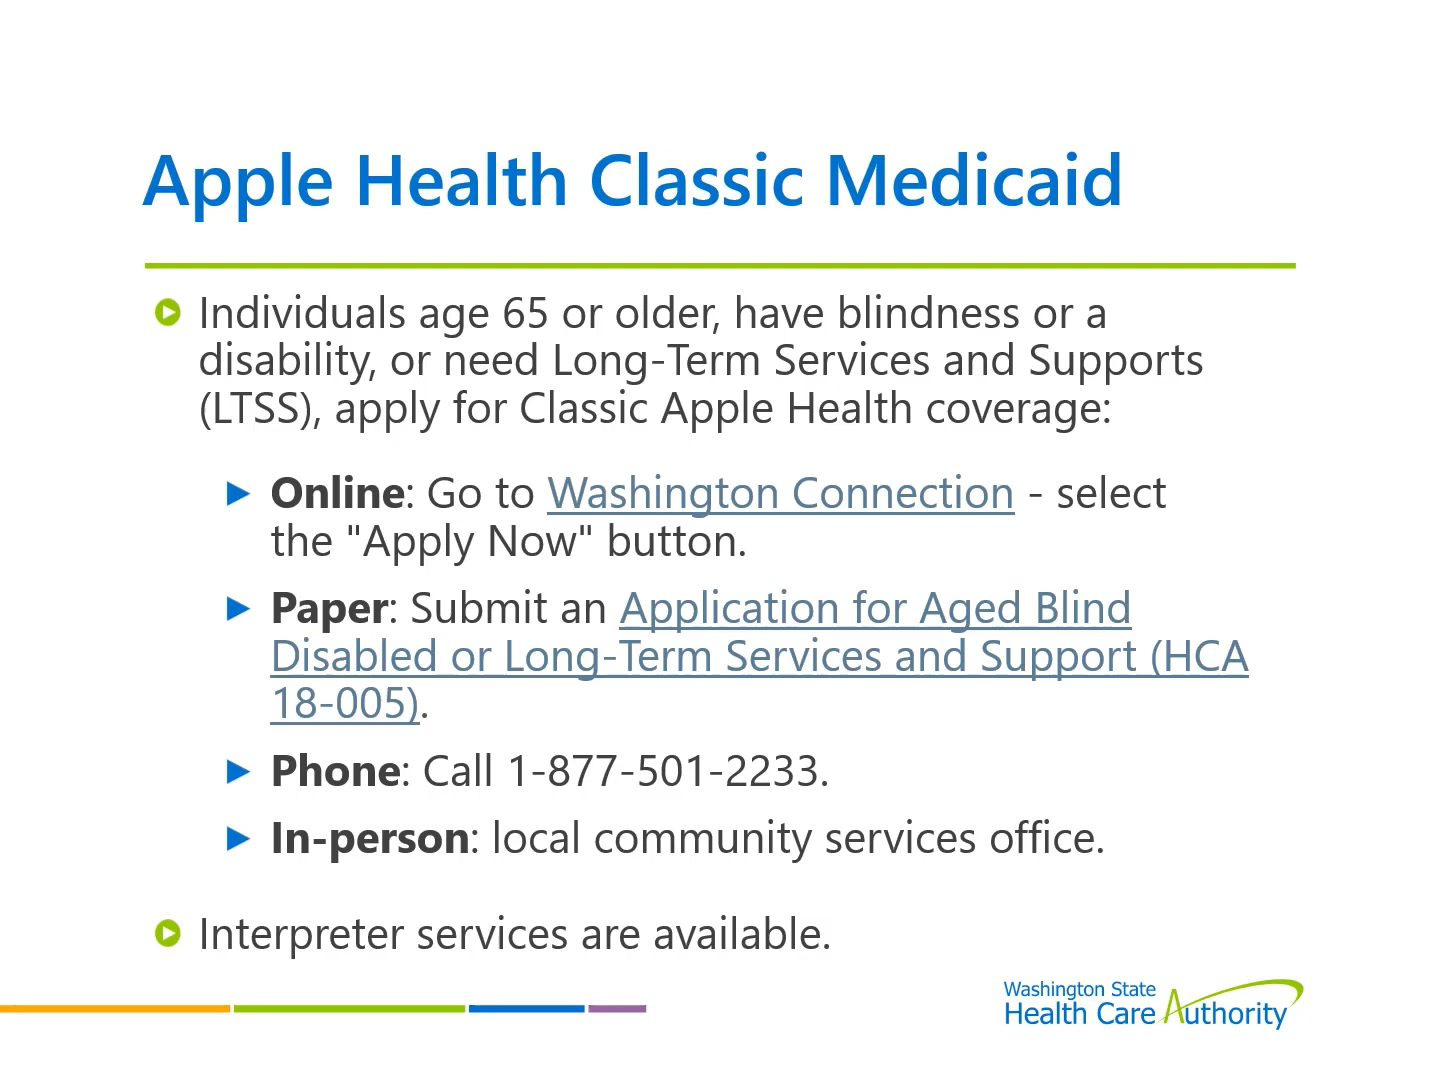 Apple Health Classic Medicaid
Individuals age 65 or older, have blindness or a
disability, or need Long-Term Services and Supports
(LTSS), apply for Classic Apple Health coverage:
Online: Go to Washington Connection - select
the "Apply Now" button.
Paper: Submit an Application for Aged Blind
Disabled or Long-Term Services and Support (HCA
18-005).
Phone: Call 1-877-501-2233.
In-person: local community services office.
Interpreter services are available.
Washington State
Health Care Authority